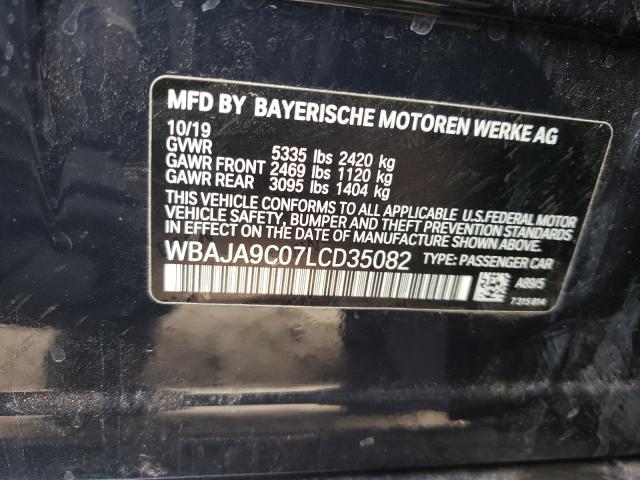 MFD BY BAYERISCHE MOTOREN WERKE AG
10/19
GVWR 5335 lbs 2420 kg
GAWR FRONT 2469 lbs 1120 kg
GAWR REAR 3095 lbs 1404 kg
THIS VEHICLE CONFORMS TO ALL APPLICABLE U.S.FEDERAL MOTOR
VEHICLE SAFETY, BUMPER AND THEFT PREVENTION STANDARDS
IN EFFECT ON THE DATE OF MANUFACTURE SHOWN ABOVE.
WBAJA9C07LCD35082 TYPE: PASSENGER CAR
A89/5
7315814